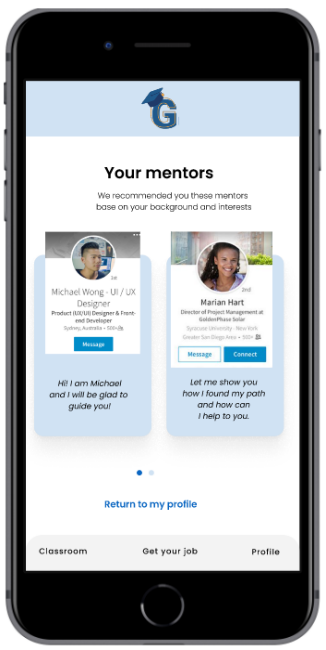 G
Your mentors
We recommended you these mentors
base on your background and interests
Michael Wong - UI / UX
Designer
Product (UX/UI) Designer & Front-
end Developer
Sydney, Australia • 500+
Message
Hi! I am Michael
and I will be glad to
guide you!
2nd
Marian Hart
Director of Project Management at
GoldenPhase Solar
Syracuse University · New York
Greater San Diego Area • 500+
Message
Connect
Let me show you
how I found my path
and how can
I help to you.
Return to my profile
Classroom
Get your job
Profile